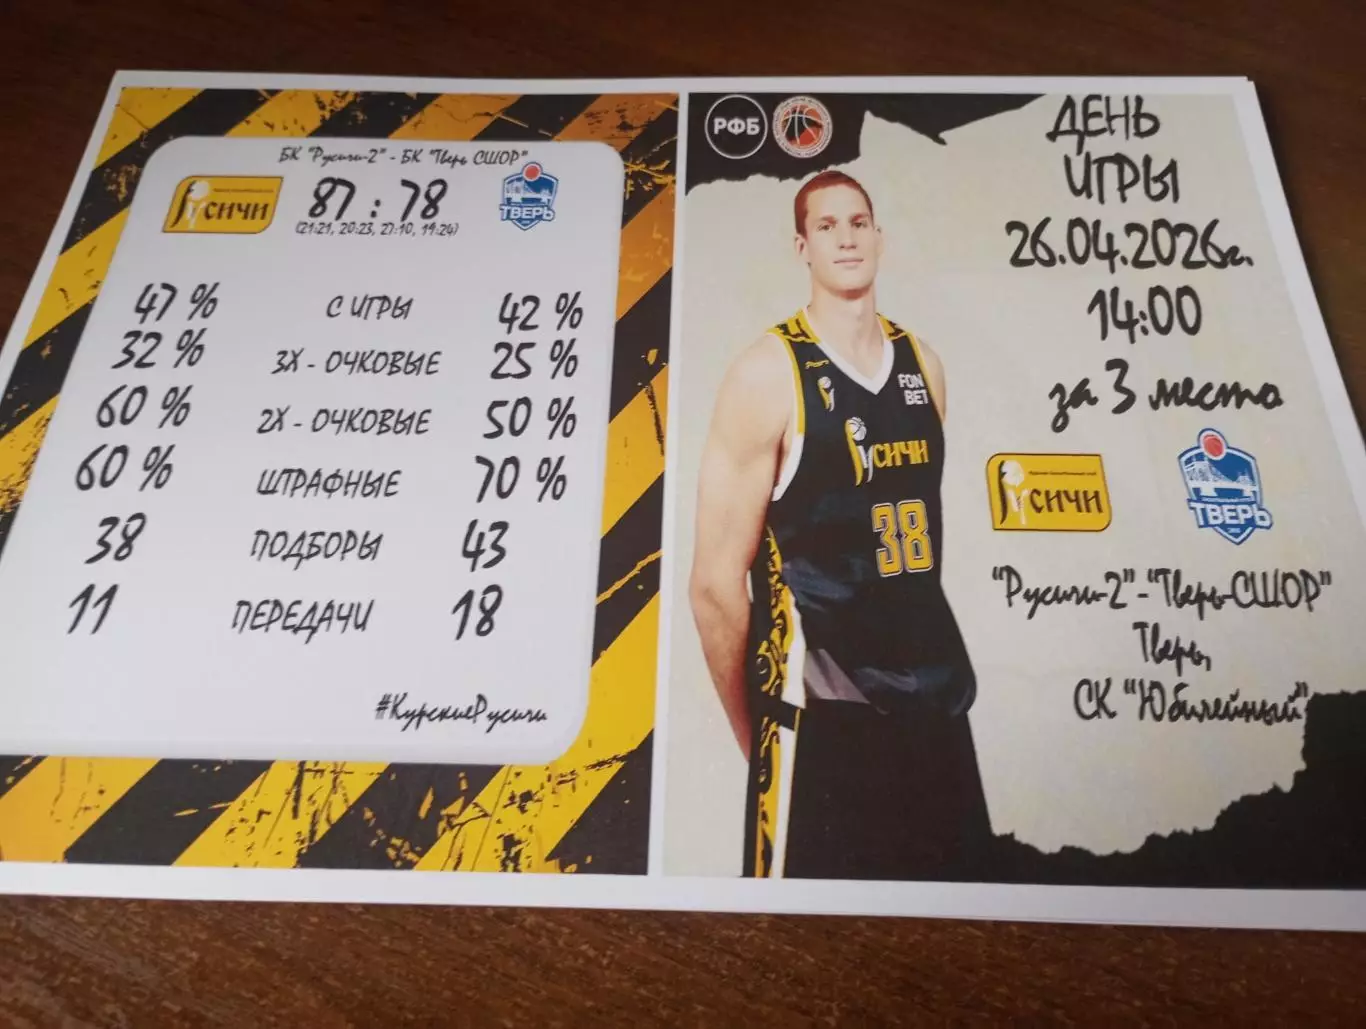 БК "Русичи-2" - БК "Тверь СШОР"
Русичи
87 : 78
ТВЕРЬ
(21:21, 20:23, 27:10, 19:24)
47 % С ИГРЫ 42 %
32 % 3Х - ОЧКОВЫЕ 25 %
60 % 2Х - ОЧКОВЫЕ 50 %
60 % ШТРАФНЫЕ 70 %
38 ПОДБОРЫ 43
11 ПЕРЕДАЧИ 18
#КурскиеРусичи
РФБ
ДЕНЬ
ИГРЫ
26.04.2026г.
14:00
за 3 место
FON
BET
Русичи
38
Русичи
ТВЕРЬ
"Русичи-2"-"Тверь-СШОР"
Тверь,
СК "Юбилейный"